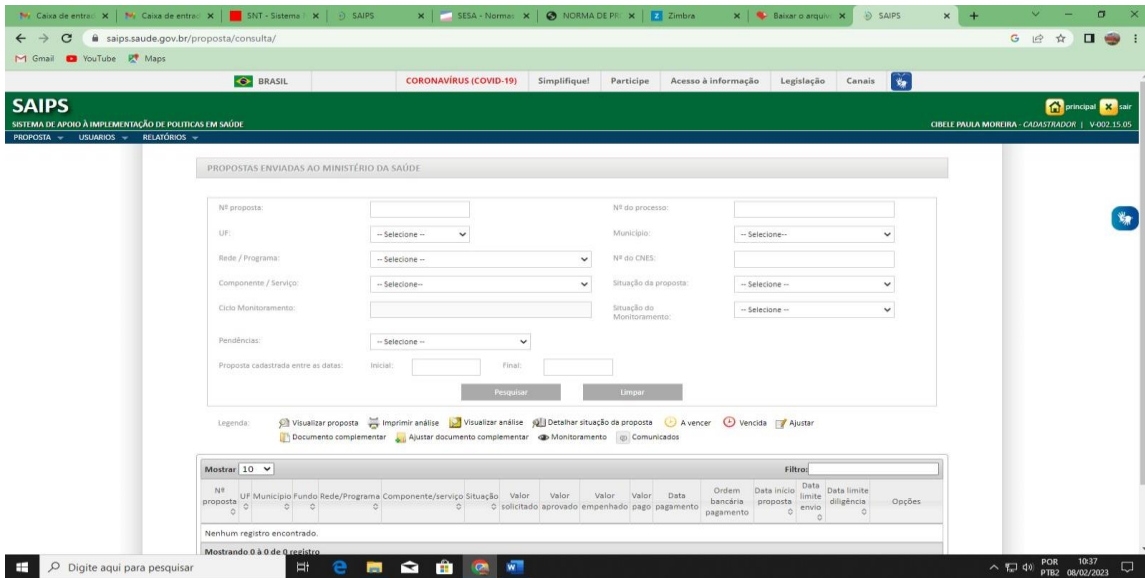 Caixa de entrad
Caixa de entrad
SNT - Sistema
SAIPS
SESA - Normas
NORMA DE PR
Zimbra
Baixar o arquiv
SAIPS
saips.saude.gov.br/proposta/consulta/
Gmail YouTube Maps
BRASIL CORONAVÍRUS (COVID-19) Simplifique! Participe Acesso à informação Legislação Canais
SAIPS
principal sair
SISTEMA DE APOIO À IMPLEMENTAÇÃO DE POLITICAS EM SAÚDE CIBELE PAULA MOREIRA - CADASTRADOR | V-002.15.05
PROPOSTA USUARIOS RELATÓRIOS
PROPOSTAS ENVIADAS AO MINISTÉRIO DA SAÚDE
Nº proposta: Nº do processo:
UF: -- Selecione -- Município: -- Selecione--
Rede / Programa: -- Selecione -- Nº do CNES:
Componente / Serviço: -- Selecione-- Situação da proposta: -- Selecione --
Ciclo Monitoramento: Situação do Monitoramento: -- Selecione --
Pendências: -- Selecione --
Proposta cadastrada entre as datas: Inicial: Final:
Pesquisar Limpar
Legenda: Visualizar proposta Imprimir análise Visualizar análise Detalhar situação da proposta A vencer Vencida Ajustar
Documento complementar Ajustar documento complementar Monitoramento Comunicados
Mostrar 10 Filtro:
Nº proposta UF Município Fundo Rede/Programa Componente/serviço Situação Valor solicitado Valor aprovado Valor empenhado Valor pago Data pagamento Ordem bancária pagamento Data início proposta Data limite envio Data limite diligência Opções
Nenhum registro encontrado.
Mostrando 0 à 0 de 0 registro
Digite aqui para pesquisar
POR 10:37
PTB2 08/02/2023